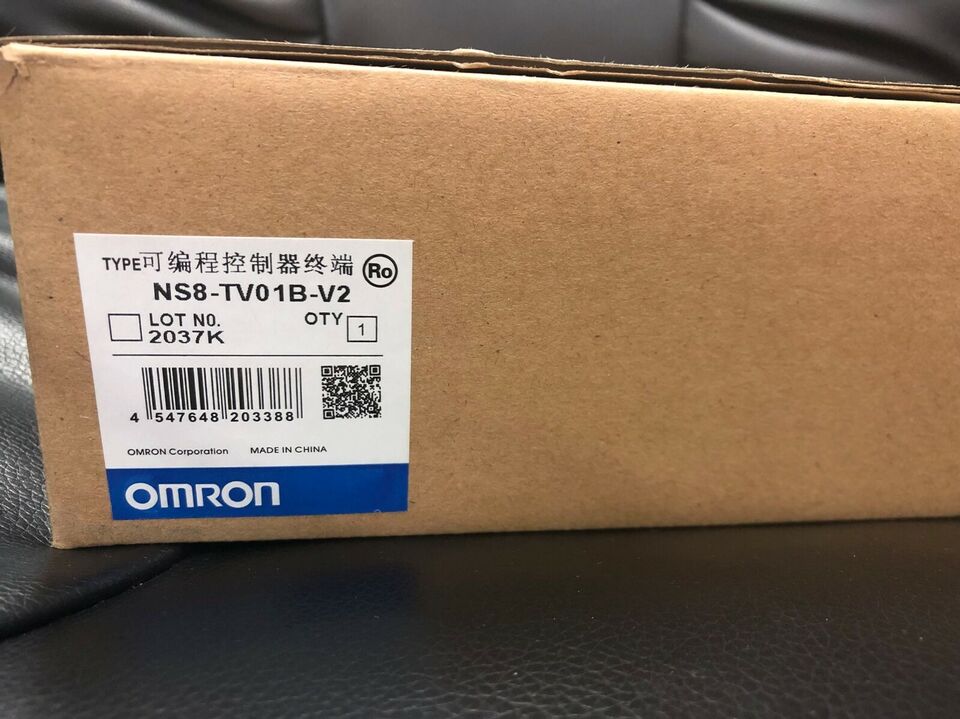 TYPE可编程控制器终端 Ro
NS8-TV01B-V2
LOT NO. QTY 1
2037K
4 547648 203388
OMRON Corporation MADE IN CHINA
OMRON